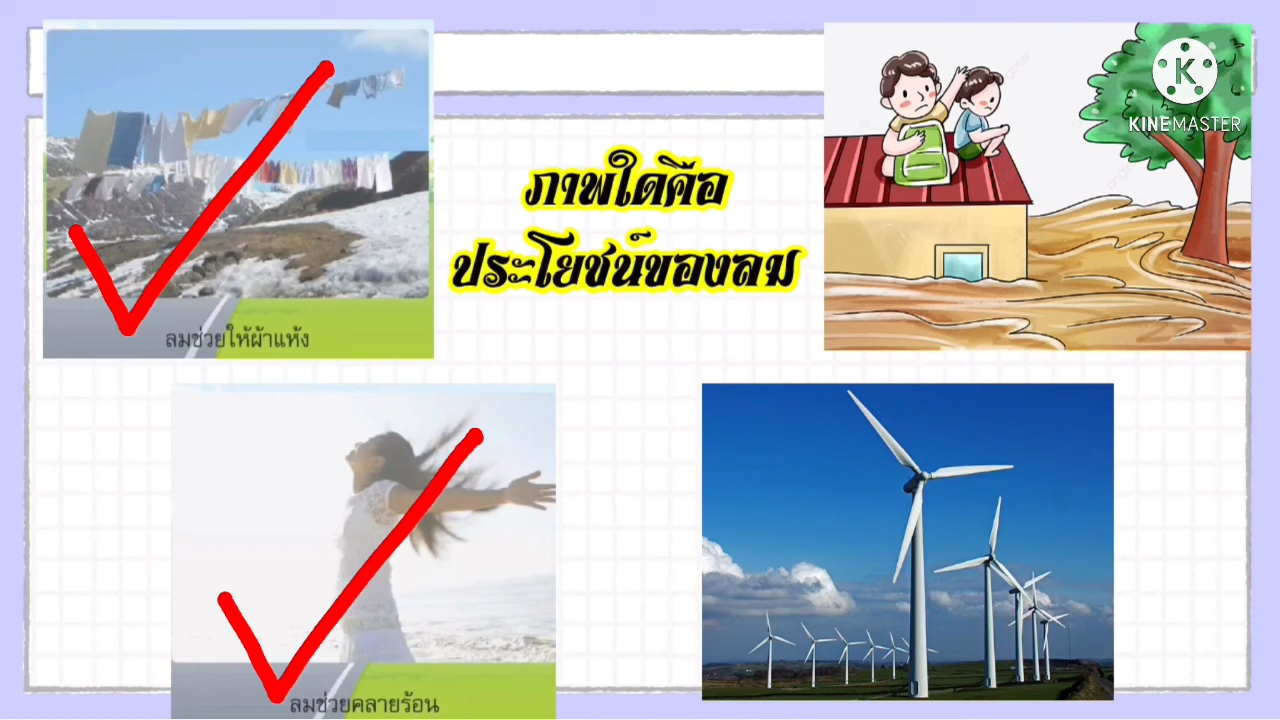 ภาพใดคือ
ประโยชน์ของลม
KINEMASTER
ลมช่วยให้ผ้าแห้ง
ลมช่วยคลายร้อน